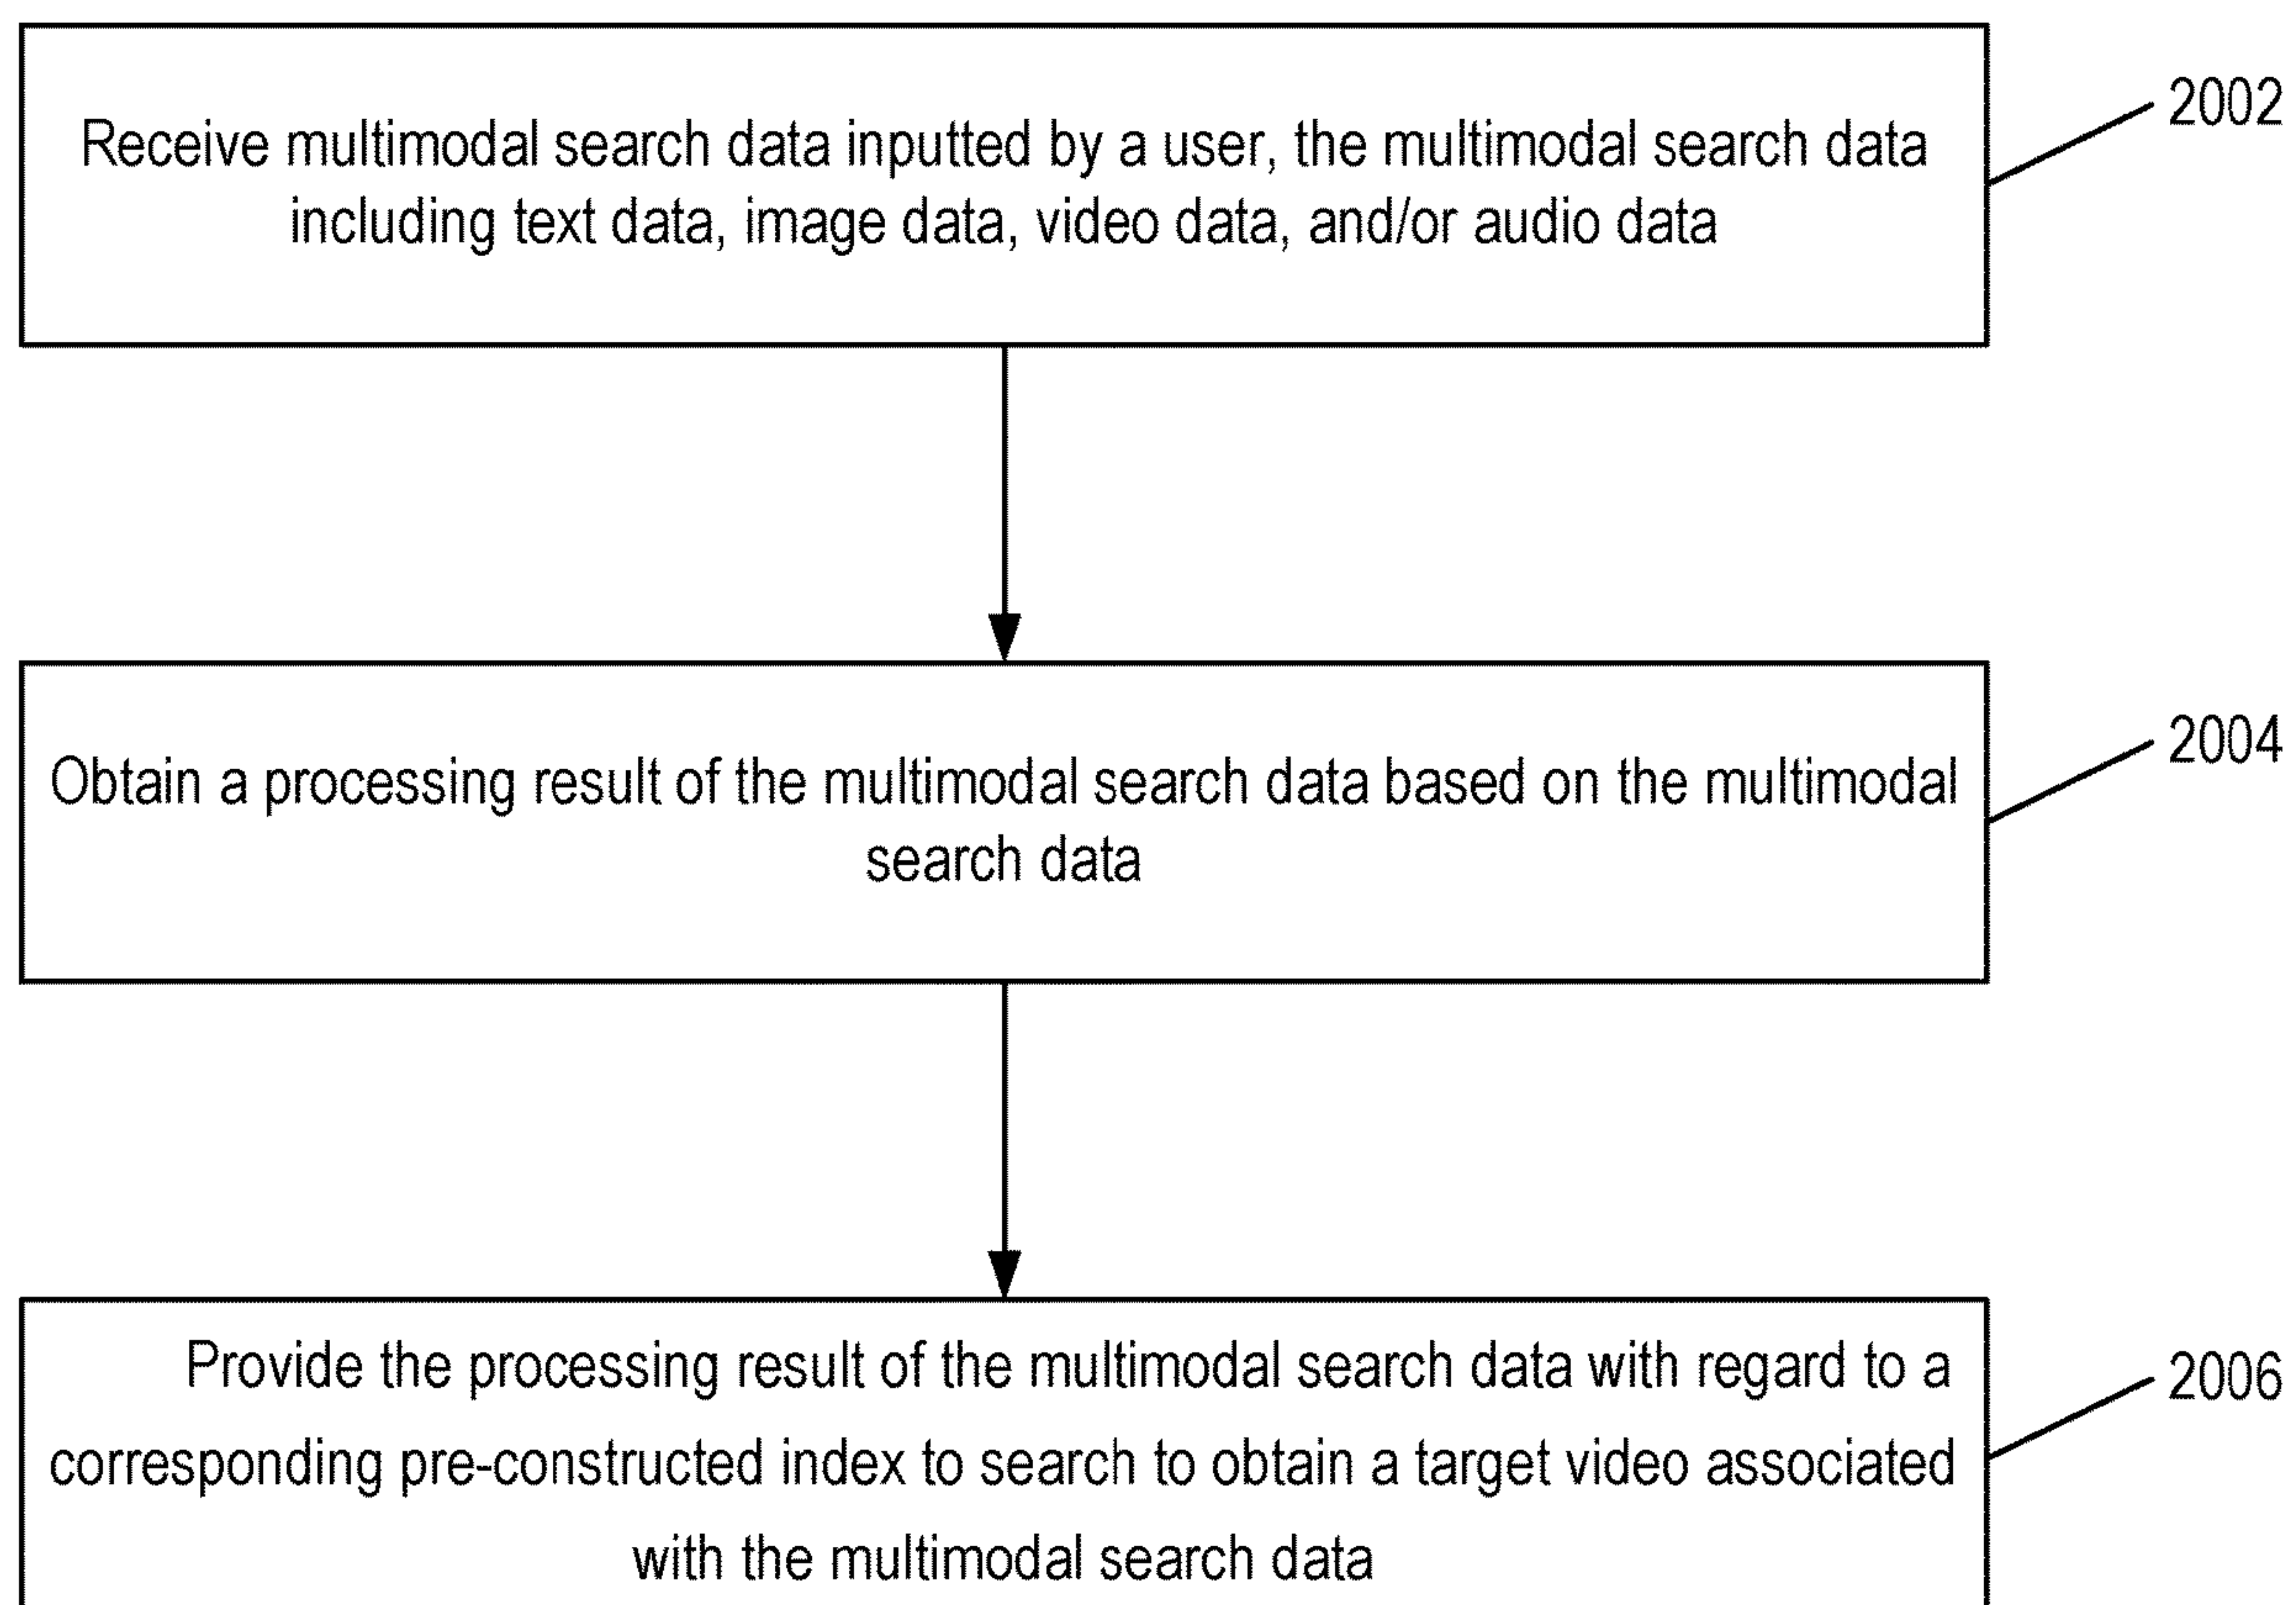 Receive multimodal search data inputted by a user, the multimodal search data
including text data, image data, video data, and/or audio data
2002
Obtain a processing result of the multimodal search data based on the multimodal
search data
2004
Provide the processing result of the multimodal search data with regard to a
corresponding pre-constructed index to search to obtain a target video associated
with the multimodal search data
2006